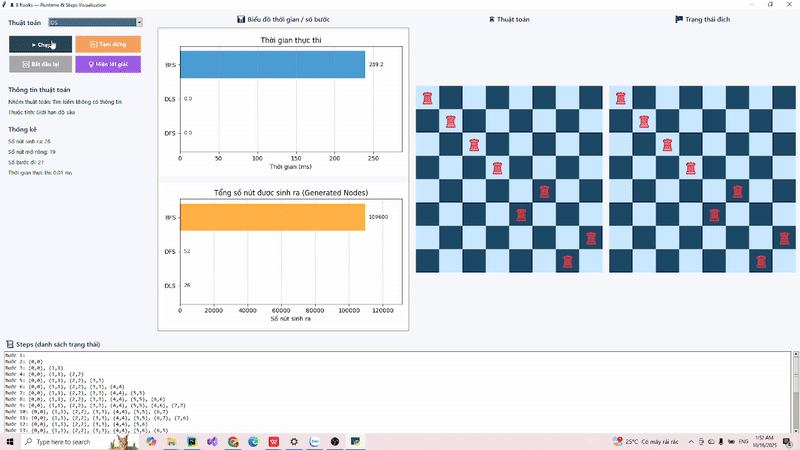 8 Rooks — Runtime & Steps Visualization
Thuật toán
► Chạy
Tạm dừng
Bắt đầu lại
Hiện lời giải
Thông tin thuật toán
Nhóm thuật toán: Tìm kiếm không có thông tin
Thuộc tính: Giới hạn độ sâu
Thống kê
Số nút sinh ra: 26
Số nút mở rộng: 19
Số bước đi: 27
Thời gian thực thi: 0.01 ms
Biểu đồ thời gian / số bước
Thời gian thực thi
BFS
239.2
DLS
0.0
DFS
0.0
0 50 100 150 200 250
Thời gian (ms)
Tổng số nút được sinh ra (Generated Nodes)
BFS
109600
DFS
52
DLS
26
0 20000 40000 60000 80000 100000 120000
Số nút sinh ra
Thuật toán
Trạng thái đích
Steps (danh sách trạng thái)
Bước 1:
Bước 2: (0,0)
Bước 3: (0,0), (1,1)
Bước 4: (0,0), (1,1), (2,2)
Bước 5: (0,0), (1,1), (2,2), (3,3)
Bước 6: (0,0), (1,1), (2,2), (3,3), (4,4)
Bước 7: (0,0), (1,1), (2,2), (3,3), (4,4), (5,5)
Bước 8: (0,0), (1,1), (2,2), (3,3), (4,4), (5,5), (6,6)
Bước 9: (0,0), (1,1), (2,2), (3,3), (4,4), (5,5), (6,6), (7,7)
Bước 10: (0,0), (1,1), (2,2), (3,3), (4,4), (5,5), (6,7)
Bước 11: (0,0), (1,1), (2,2), (3,3), (4,4), (5,5), (6,7), (7,6)
Bước 12: (0,0), (1,1), (2,2), (3,3), (4,4), (5,6)
Bước 13: (0,0), (1,1), (2,2), (3,3), (4,4), (5,6), (6,5)
Type here to search
25°C Có mây rải rác
ENG
1:52 AM
10/18/2025